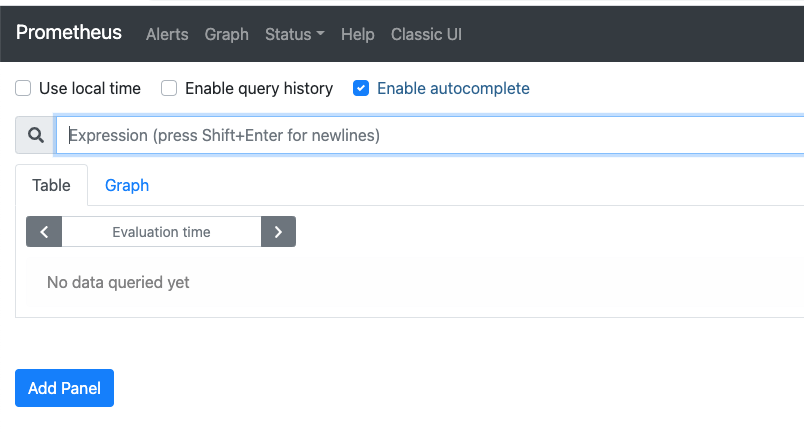 Prometheus Alerts Graph Status Help Classic UI
Use local time Enable query history Enable autocomplete
Expression (press Shift+Enter for newlines)
Table Graph
Evaluation time
No data queried yet
Add Panel